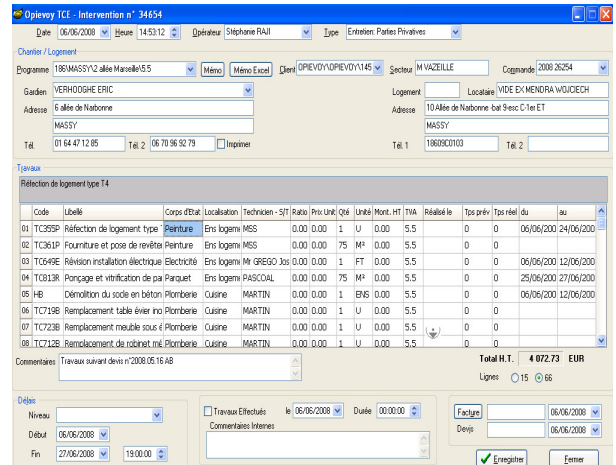 Opievoy TCE - Intervention n° 34654
Date 06/06/2008 Heure 14:53:12 Opérateur Stéphanie RAJI Type Entretien: Parties Privatives
Chantier / Logement
Programme 186\MASSY\2 allée Marseille\5.5 Mémo Mémo Excel Client OPIEVOY\OPIEVOY\145 Secteur M VAZEILLE Commande 2008 26254
Gardien VERHOOGHE ERIC Logement Locataire VIDE EX MENDRA WOJCIECH
Adresse 6 allée de Narbonne Adresse 10 Allée de Narbonne -bat 9-esc C-1er ET
MASSY MASSY
Tél. 01 64 47 12 85 Tél. 2 06 70 96 92 79 Imprimer Tél. 1 18609C0103 Tél. 2
Travaux
Réfection de logement type T4
Code Libellé Corps d'Etat Localisation Technicien - S/T Ratio Prix Unit Qté Unité Mont. HT TVA Réalisé le Tps prév Tps réel du au
01 TC355P Réfection de logement type Peinture Ens logeme MSS 0.00 0.00 1 U 0.00 5.5 0 0 06/06/200 24/06/200
02 TC361P Fourniture et pose de revête Peinture Ens logeme MSS 0.00 0.00 75 M² 0.00 5.5 0 0
03 TC649E Révision installation électrique Electricité Ens logeme Mr GREGO Jos 0.00 0.00 1 FT 0.00 5.5 0 0 06/06/200 12/06/200
04 TC813R Ponçage et vitrification de pa Parquet Ens logeme PASCOAL 0.00 0.00 75 M² 0.00 5.5 0 0 25/06/200 27/06/200
05 HB Démolition du socle en béton Plomberie Cuisine MARTIN 0.00 0.00 1 ENS 0.00 5.5 0 0 06/06/200 12/06/200
06 TC719B Remplacement table évier ino Plomberie Cuisine MARTIN 0.00 0.00 1 U 0.00 5.5 0 0
07 TC723B Remplacement meuble sous é Plomberie Cuisine MARTIN 0.00 0.00 1 U 0.00 5.5 0 0
08 TC712B Remplacement de robinet mé Plomberie Cuisine MARTIN 0.00 0.00 1 U 0.00 5.5 0 0
Commentaires Travaux suivant devis n°2008.05.16 AB Total H.T. 4 072.73 EUR
Lignes 15 66
Délais
Niveau Travaux Effectués le 06/06/2008 Durée 00:00:00 Facture 06/06/2008
Début 06/06/2008 Commentaires Internes Devis 06/06/2008
Fin 27/06/2008 19:00:00 Enregistrer Fermer